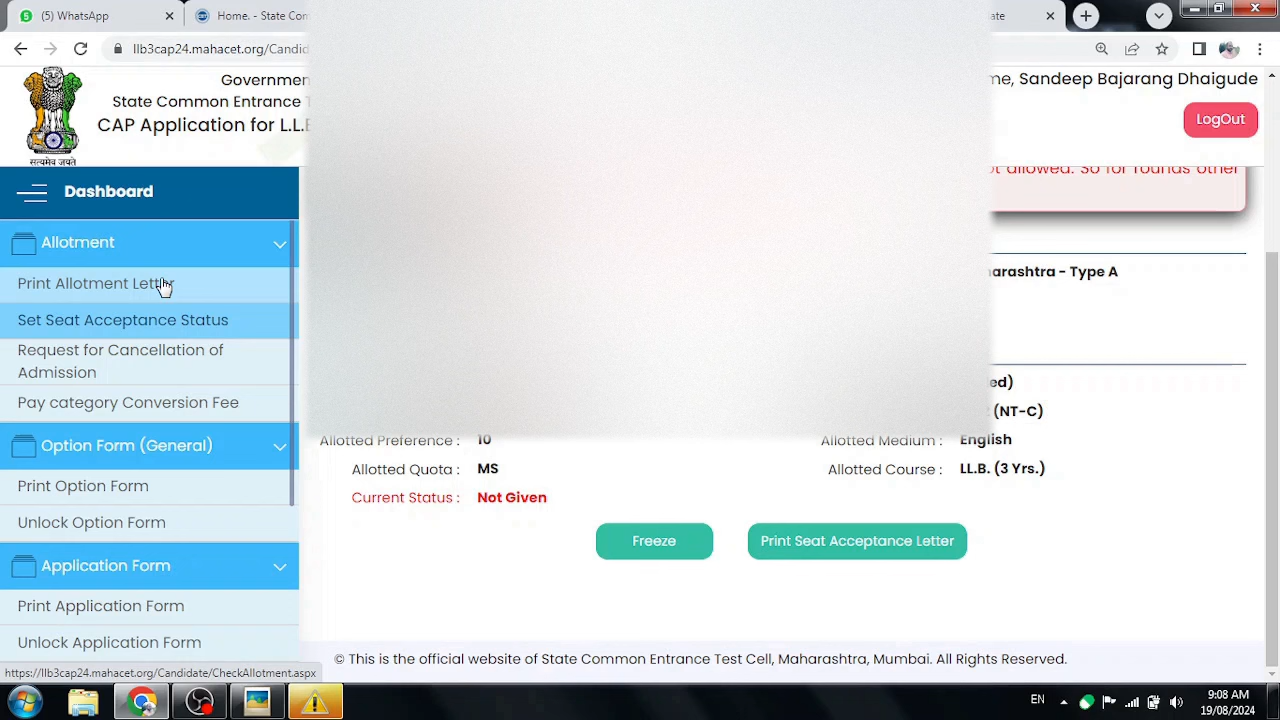 (5) WhatsApp
Home. - State Com
ate
llb3cap24.mahacet.org/Candid
Governmen
me, Sandeep Bajarang Dhaigude
State Common Entrance T
CAP Application for L.L.B
LogOut
सत्यमेव जयते
ot allowed. So for rounds other
Dashboard
Allotment
Print Allotment Letter
arashtra - Type A
Set Seat Acceptance Status
Request for Cancellation of
Admission
ed)
Pay category Conversion Fee
(NT-C)
Option Form (General)
Allotted Preference : 10
Allotted Medium : English
Allotted Quota : MS
Allotted Course : LL.B. (3 Yrs.)
Print Option Form
Current Status : Not Given
Unlock Option Form
Freeze
Print Seat Acceptance Letter
Application Form
Print Application Form
Unlock Application Form
© This is the official website of State Common Entrance Test Cell, Maharashtra, Mumbai. All Rights Reserved.
https://llb3cap24.mahacet.org/Candidate/CheckAllotment.aspx
EN
9:08 AM
19/08/2024